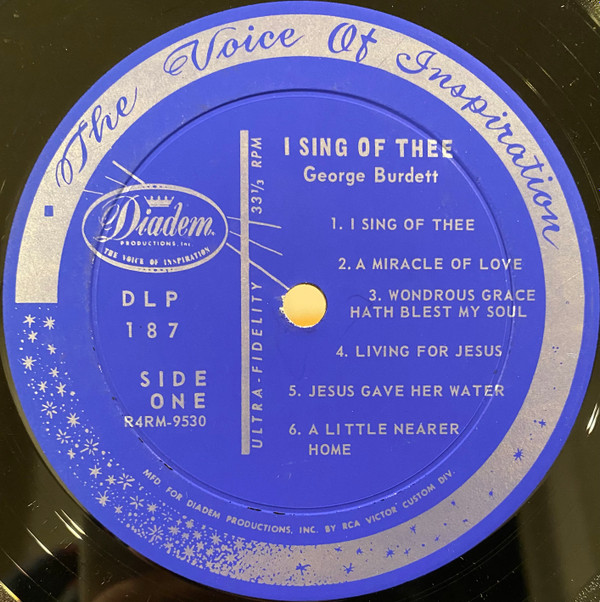 The Voice Of Inspiration
I SING OF THEE
George Burdett
Diadem
PRODUCTIONS, Inc.
THE VOICE OF INSPIRATION
DLP
187
SIDE
ONE
R4RM-9530
ULTRA-FIDELITY 33⅓ RPM
1. I SING OF THEE
2. A MIRACLE OF LOVE
3. WONDROUS GRACE
HATH BLEST MY SOUL
4. LIVING FOR JESUS
5. JESUS GAVE HER WATER
6. A LITTLE NEARER
HOME
MFD. FOR DIADEM PRODUCTIONS, INC. BY RCA VICTOR CUSTOM DIV.